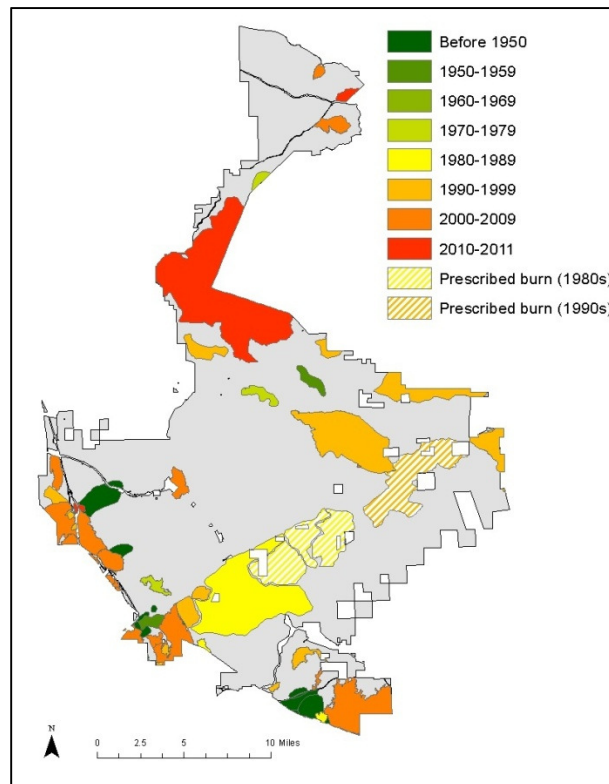 Before 1950
1950-1959
1960-1969
1970-1979
1980-1989
1990-1999
2000-2009
2010-2011
Prescribed burn (1980s)
Prescribed burn (1990s)
N
0 2.5 5 10 Miles